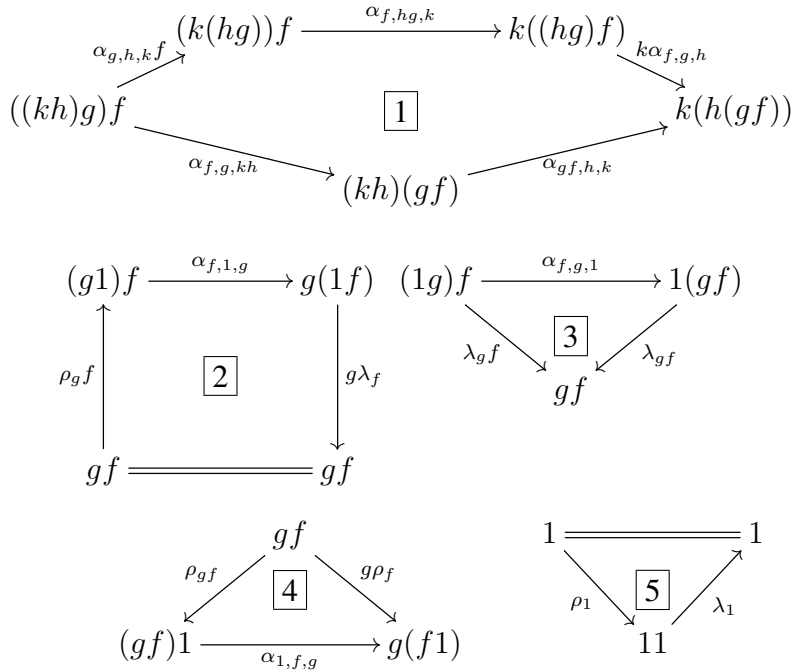 (k(hg))f α_{f,hg,k} k((hg)f)
α_{g,h,k}f kα_{f,g,h}
((kh)g)f 1 k(h(gf))
α_{f,g,kh} (kh)(gf) α_{gf,h,k}
(g1)f α_{f,1,g} g(1f) (1g)f α_{f,g,1} 1(gf)
ρ_g f 2 gλ_f λ_g f 3 λ_{gf}
gf
gf gf
gf 1 1
ρ_{gf} 4 gρ_f ρ_1 5 λ_1
(gf)1 α_{1,f,g} g(f1) 11